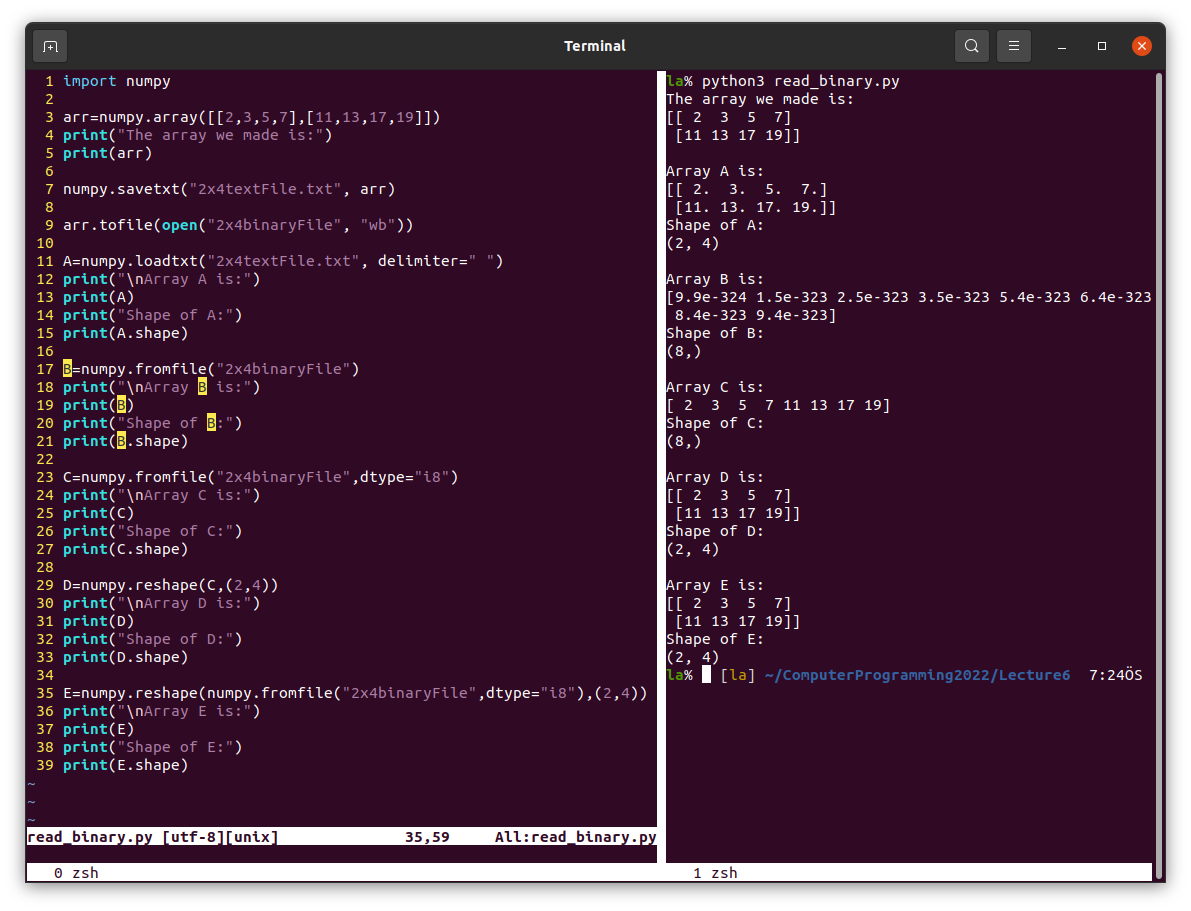 Terminal
1 import numpy
2
3 arr=numpy.array([[2,3,5,7],[11,13,17,19]])
4 print("The array we made is:")
5 print(arr)
6
7 numpy.savetxt("2x4textFile.txt", arr)
8
9 arr.tofile(open("2x4binaryFile", "wb"))
10
11 A=numpy.loadtxt("2x4textFile.txt", delimiter=" ")
12 print("\nArray A is:")
13 print(A)
14 print("Shape of A:")
15 print(A.shape)
16
17 B=numpy.fromfile("2x4binaryFile")
18 print("\nArray B is:")
19 print(B)
20 print("Shape of B:")
21 print(B.shape)
22
23 C=numpy.fromfile("2x4binaryFile",dtype="i8")
24 print("\nArray C is:")
25 print(C)
26 print("Shape of C:")
27 print(C.shape)
28
29 D=numpy.reshape(C,(2,4))
30 print("\nArray D is:")
31 print(D)
32 print("Shape of D:")
33 print(D.shape)
34
35 E=numpy.reshape(numpy.fromfile("2x4binaryFile",dtype="i8"),(2,4))
36 print("\nArray E is:")
37 print(E)
38 print("Shape of E:")
39 print(E.shape)
~
~
~
read_binary.py [utf-8][unix] 35,59 All:read_binary.py
0 zsh
la% python3 read_binary.py
The array we made is:
[[ 2  3  5  7]
 [11 13 17 19]]

Array A is:
[[ 2.  3.  5.  7.]
 [11. 13. 17. 19.]]
Shape of A:
(2, 4)

Array B is:
[9.9e-324 1.5e-323 2.5e-323 3.5e-323 5.4e-323 6.4e-323
 8.4e-323 9.4e-323]
Shape of B:
(8,)

Array C is:
[ 2  3  5  7 11 13 17 19]
Shape of C:
(8,)

Array D is:
[[ 2  3  5  7]
 [11 13 17 19]]
Shape of D:
(2, 4)

Array E is:
[[ 2  3  5  7]
 [11 13 17 19]]
Shape of E:
(2, 4)
la% [la] ~/ComputerProgramming2022/Lecture6 7:24ÖS
1 zsh